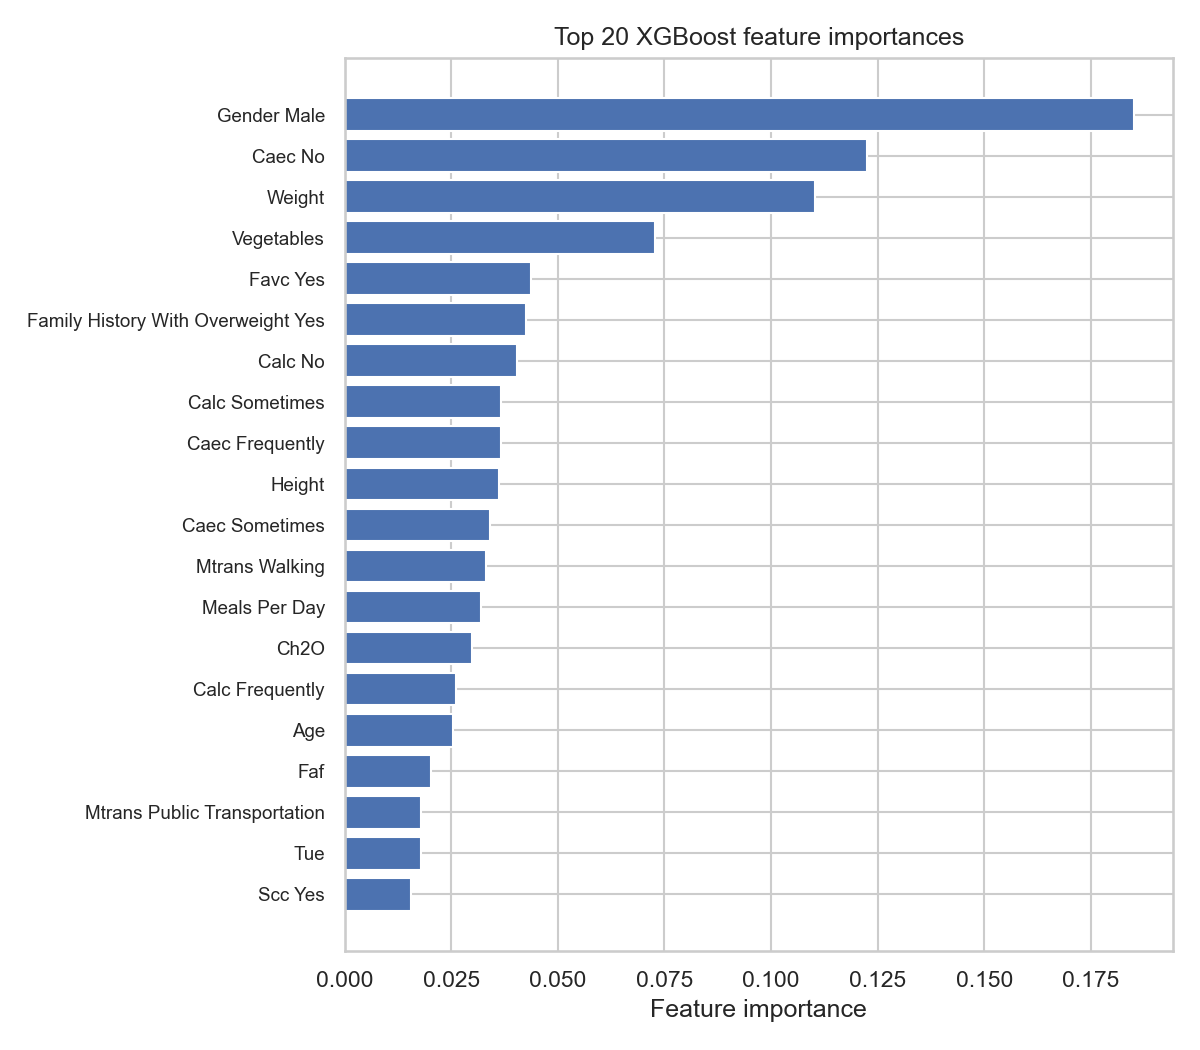 Top 20 XGBoost feature importances
Gender Male
Caec No
Weight
Vegetables
Favc Yes
Family History With Overweight Yes
Calc No
Calc Sometimes
Caec Frequently
Height
Caec Sometimes
Mtrans Walking
Meals Per Day
Ch2O
Calc Frequently
Age
Faf
Mtrans Public Transportation
Tue
Scc Yes
0.000 0.025 0.050 0.075 0.100 0.125 0.150 0.175
Feature importance